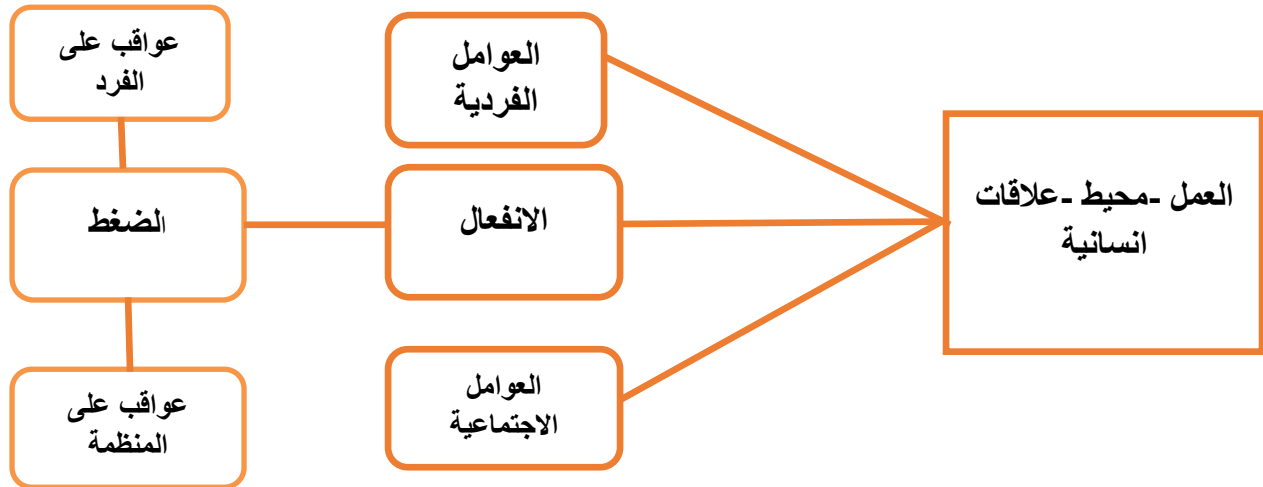 العمل -محيط -علاقات
انسانية
العوامل
الفردية
الانفعال
العوامل
الاجتماعية
عواقب على
الفرد
الضغط
عواقب على
المنظمة